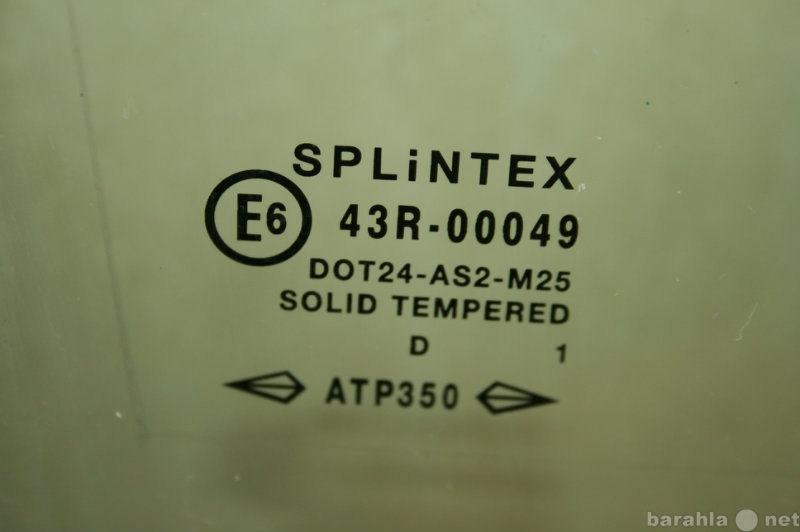 SPLiNTEX
E6 43R-00049
DOT24-AS2-M25
SOLID TEMPERED
D 1
ATP350
barahla net